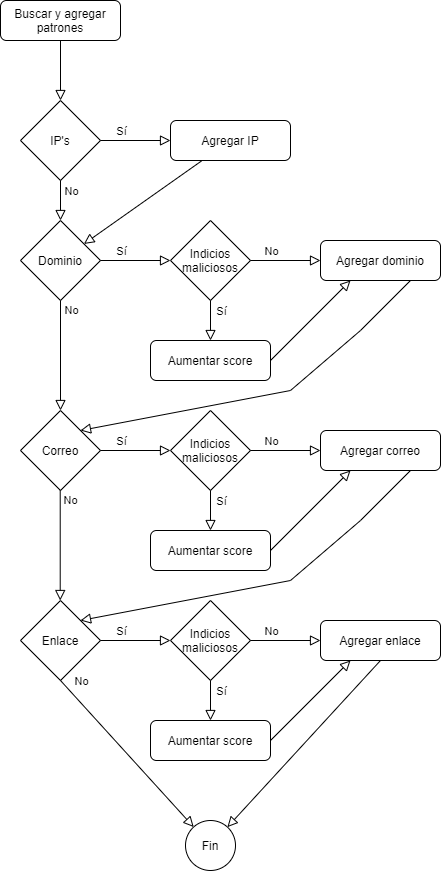 Buscar y agregar
patrones
IP's
Sí
Agregar IP
No
Dominio
Sí
Indicios
maliciosos
No
Agregar dominio
No
Sí
Aumentar score
Correo
Sí
Indicios
maliciosos
No
Agregar correo
No
Sí
Aumentar score
Enlace
Sí
Indicios
maliciosos
No
Agregar enlace
No
Sí
Aumentar score
Fin